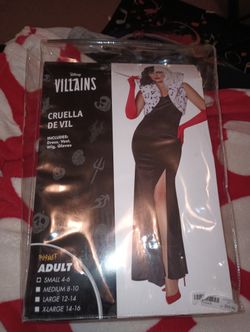 Disney
VILLAINS
CRUELLA
DE VIL
INCLUDES:
Dress, Vest,
Wig, Gloves
ADULT
SMALL 4-6
MEDIUM 8-10
LARGE 12-14
X-LARGE 14-16